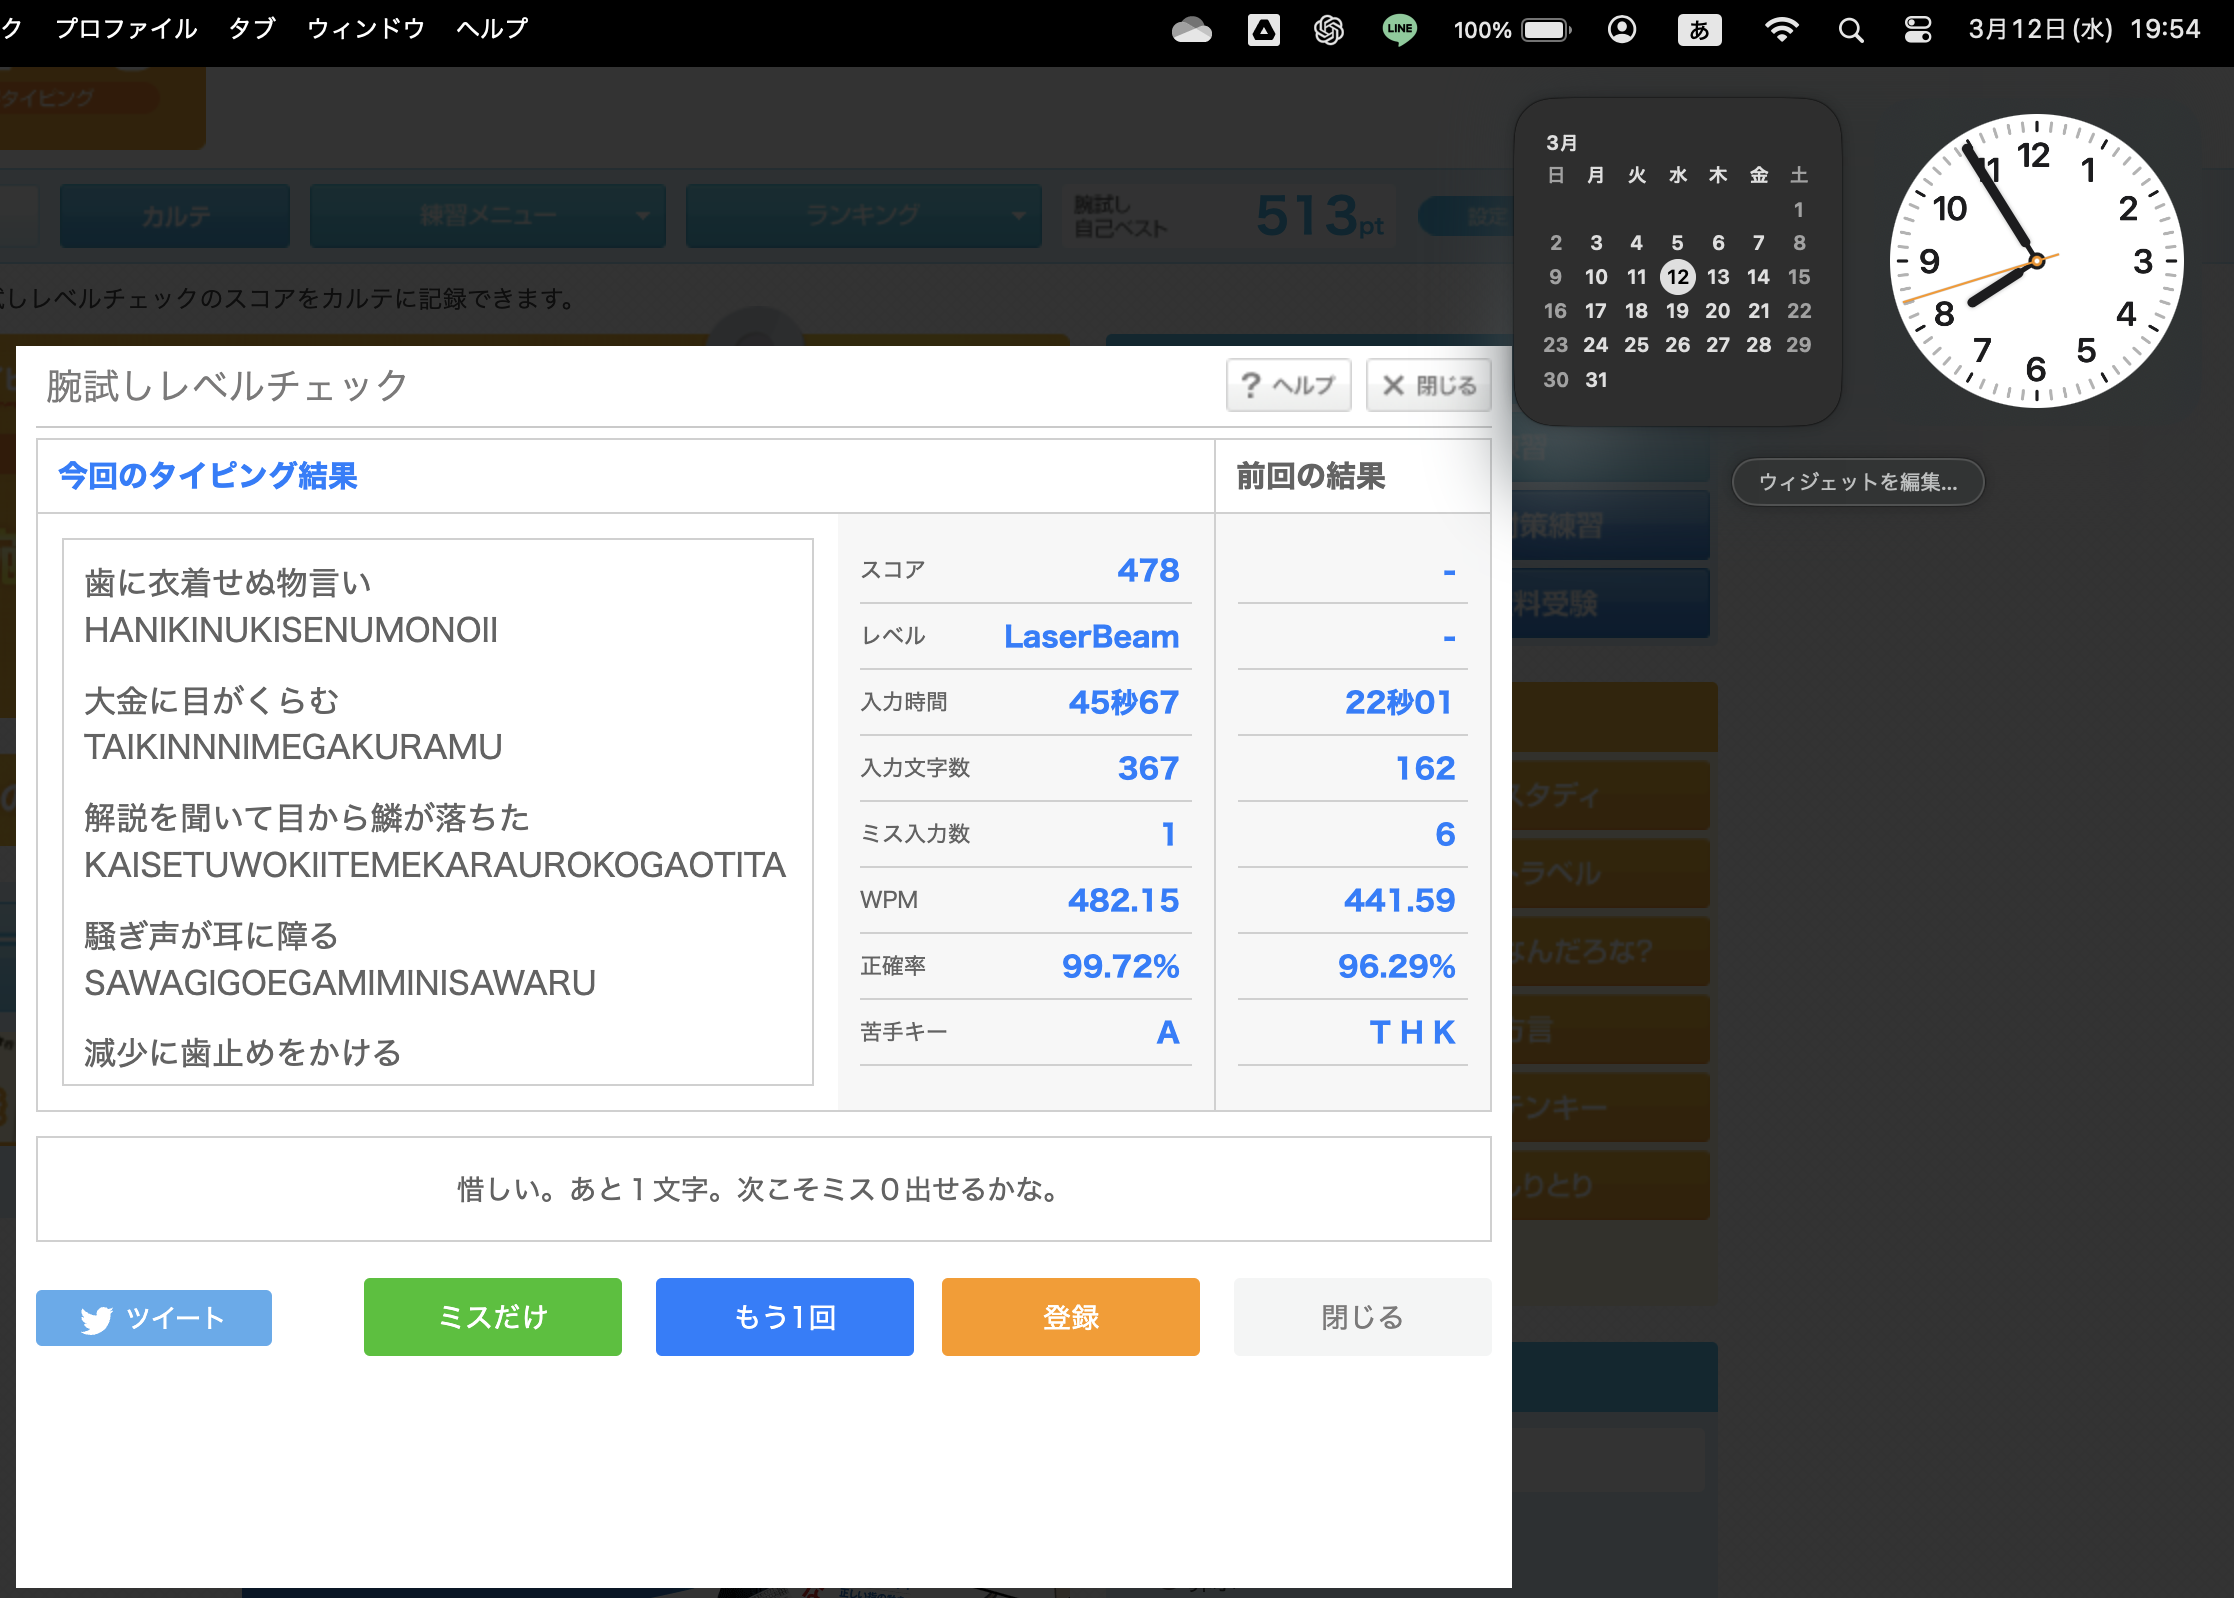 ク プロファイル タブ ウィンドウ ヘルプ LINE 100% あ 3月12日(水) 19:54
タイピング
カルテ 練習メニュー ランキング 腕試し 自己ベスト 513pt 設定
しレベルチェックのスコアをカルテに記録できます。
3月
日 月 火 水 木 金 土
1
2 3 4 5 6 7 8
9 10 11 12 13 14 15
16 17 18 19 20 21 22
23 24 25 26 27 28 29
30 31
12 1 2 3 4 5 6 7 8 9 10 11
ウィジェットを編集...
腕試しレベルチェック
? ヘルプ × 閉じる
今回のタイピング結果 前回の結果
歯に衣着せぬ物言い
HANIKINUKISENUMONOII
大金に目がくらむ
TAIKINNNIMEGAKURAMU
解説を聞いて目から鱗が落ちた
KAISETUWOKIITEMEKARAUROKOGAOTITA
騒ぎ声が耳に障る
SAWAGIGOEGAMIMINISAWARU
減少に歯止めをかける
スコア 478 -
レベル LaserBeam -
入力時間 45秒67 22秒01
入力文字数 367 162
ミス入力数 1 6
WPM 482.15 441.59
正確率 99.72% 96.29%
苦手キー A T H K
惜しい。あと１文字。次こそミス０出せるかな。
ツイート ミスだけ もう1回 登録 閉じる
策練習
料受験
スタディ
トラベル
なんだろな?
方言
テンキー
しりとり